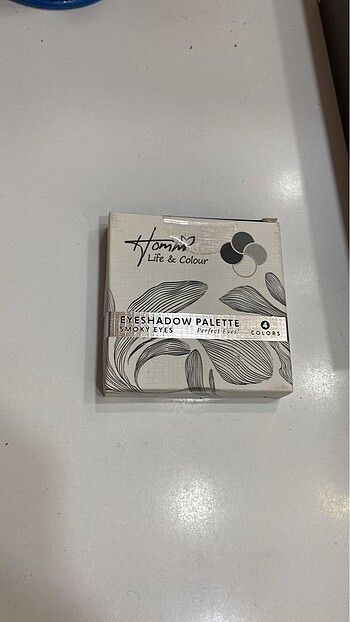 Homm
Life & Colour
EYESHADOW PALETTE
SMOKY EYES
Perfect Eyes
4
COLORS